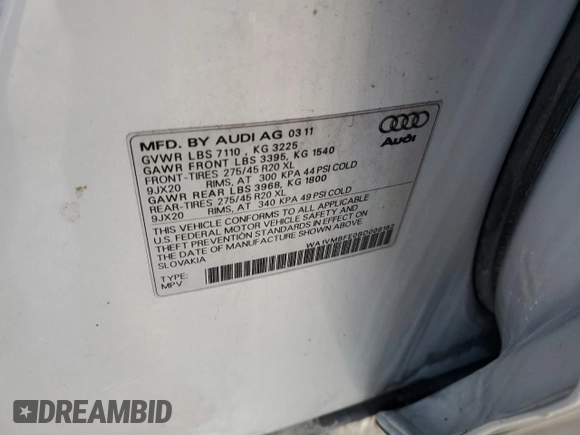 MFD. BY AUDI AG 03 11
GVWR LBS 7110 , KG 3225
GAWR FRONT LBS 3395, KG 1540
FRONT-TIRES 275/45 R20 XL
9JX20 RIMS, AT 300 KPA 44 PSI COLD
GAWR REAR LBS 3968, KG 1800
REAR-TIRES 275/45 R20 XL
9JX20 RIMS, AT 340 KPA 49 PSI COLD
THIS VEHICLE CONFORMS TO ALL APPLICABLE
U.S. FEDERAL MOTOR VEHICLE SAFETY AND
THEFT PREVENTION STANDARDS IN EFFECT ON
THE DATE OF MANUFACTURE SHOWN ABOVE.
SLOVAKIA
TYPE:
MPV
Audi
DREAMBID